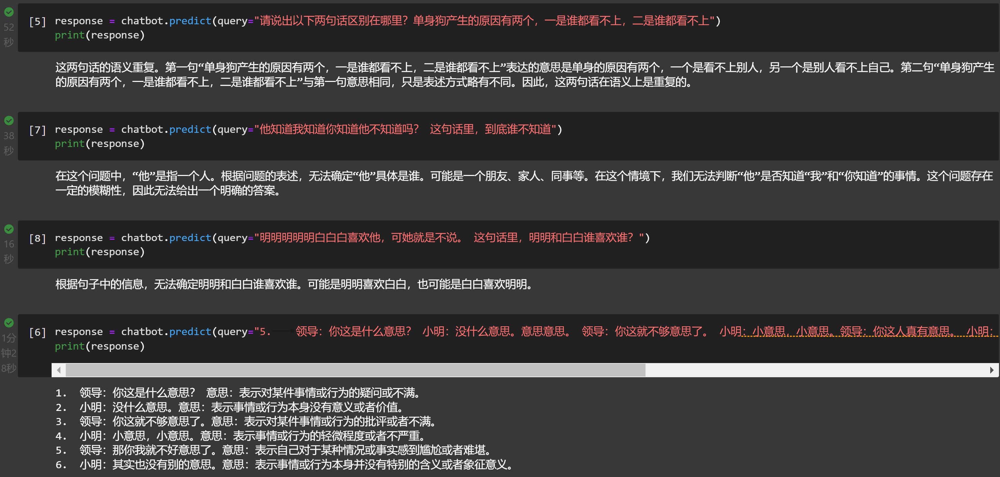 [5] response = chatbot.predict(query="请说出以下两句话区别在哪里？单身狗产生的原因有两个，一是谁都看不上，二是谁都看不上")
52
print(response)
秒
这两句话的语义重复。第一句“单身狗产生的原因有两个，一是谁都看不上，二是谁都看不上”表达的意思是单身的原因有两个，一个是看不上别人，另一个是别人看不上自己。第二句“单身狗产生
的原因有两个，一是谁都看不上，二是谁都看不上”与第一句意思相同，只是表述方式略有不同。因此，这两句话在语义上是重复的。
[7] response = chatbot.predict(query="他知道我知道你知道他不知道吗？ 这句话里，到底谁不知道")
38
print(response)
秒
在这个问题中，“他”是指一个人。根据问题的表述，无法确定“他”具体是谁。可能是一个朋友、家人、同事等。在这个情境下，我们无法判断“他”是否知道“我”和“你知道”的事情。这个问题存在
一定的模糊性，因此无法给出一个明确的答案。
[8] response = chatbot.predict(query="明明明明明白白白喜欢他，可她就是不说。 这句话里，明明和白白谁喜欢谁？")
16
print(response)
秒
根据句子中的信息，无法确定明明和白白谁喜欢谁。可能是明明喜欢白白，也可能是白白喜欢明明。
[6] response = chatbot.predict(query="5. 领导：你这是什么意思？ 小明：没什么意思。意思意思。 领导：你这就不够意思了。 小明：小意思，小意思。领导：你这人真有意思。 小明：
1分
print(response)
钟2
8秒
1. 领导：你这是什么意思？ 意思：表示对某件事情或行为的疑问或不满。
2. 小明：没什么意思。意思：表示事情或行为本身没有意义或者价值。
3. 领导：你这就不够意思了。意思：表示对某件事情或行为的批评或者不满。
4. 小明：小意思，小意思。意思：表示事情或行为的轻微程度或者不严重。
5. 领导：那你我就不好意思了。意思：表示自己对于某种情况或事实感到尴尬或者难堪。
6. 小明：其实也没有别的意思。意思：表示事情或行为本身并没有特别的含义或者象征意义。